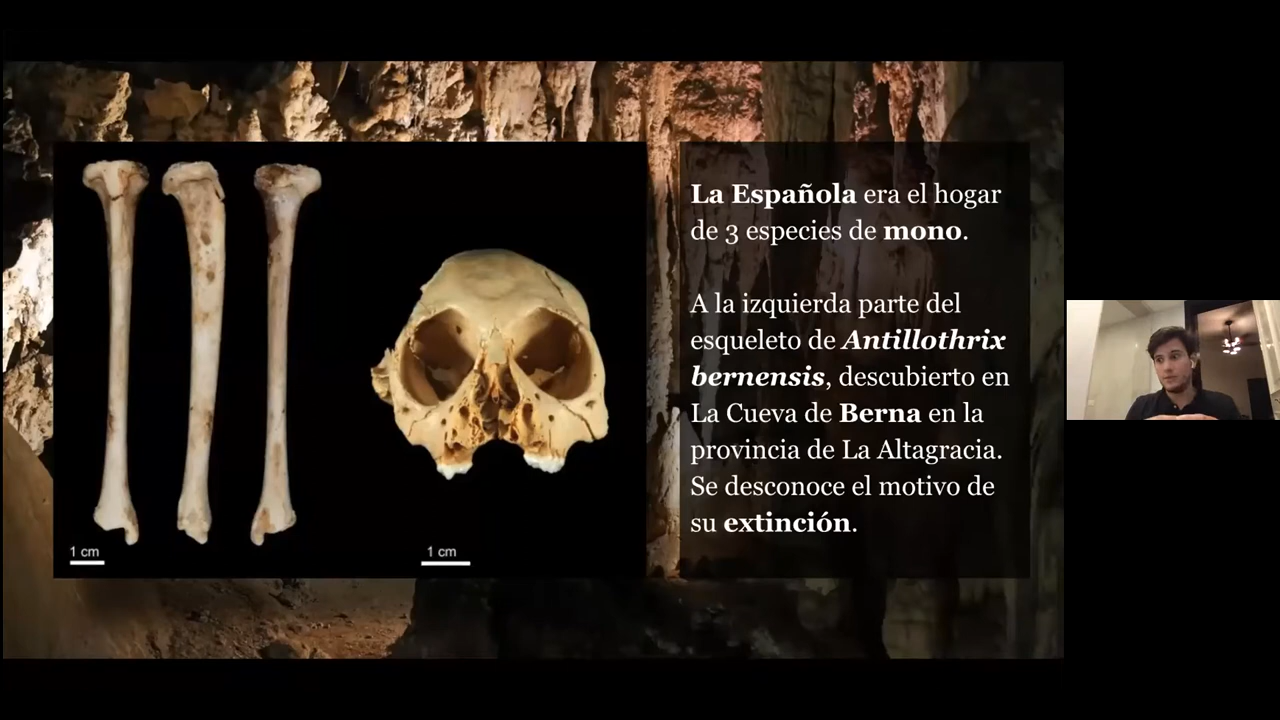 La Española era el hogar
de 3 especies de mono.
A la izquierda parte del
esqueleto de Antillothrix
bernensis, descubierto en
La Cueva de Berna en la
provincia de La Altagracia.
Se desconoce el motivo de
su extinción.
1 cm
1 cm